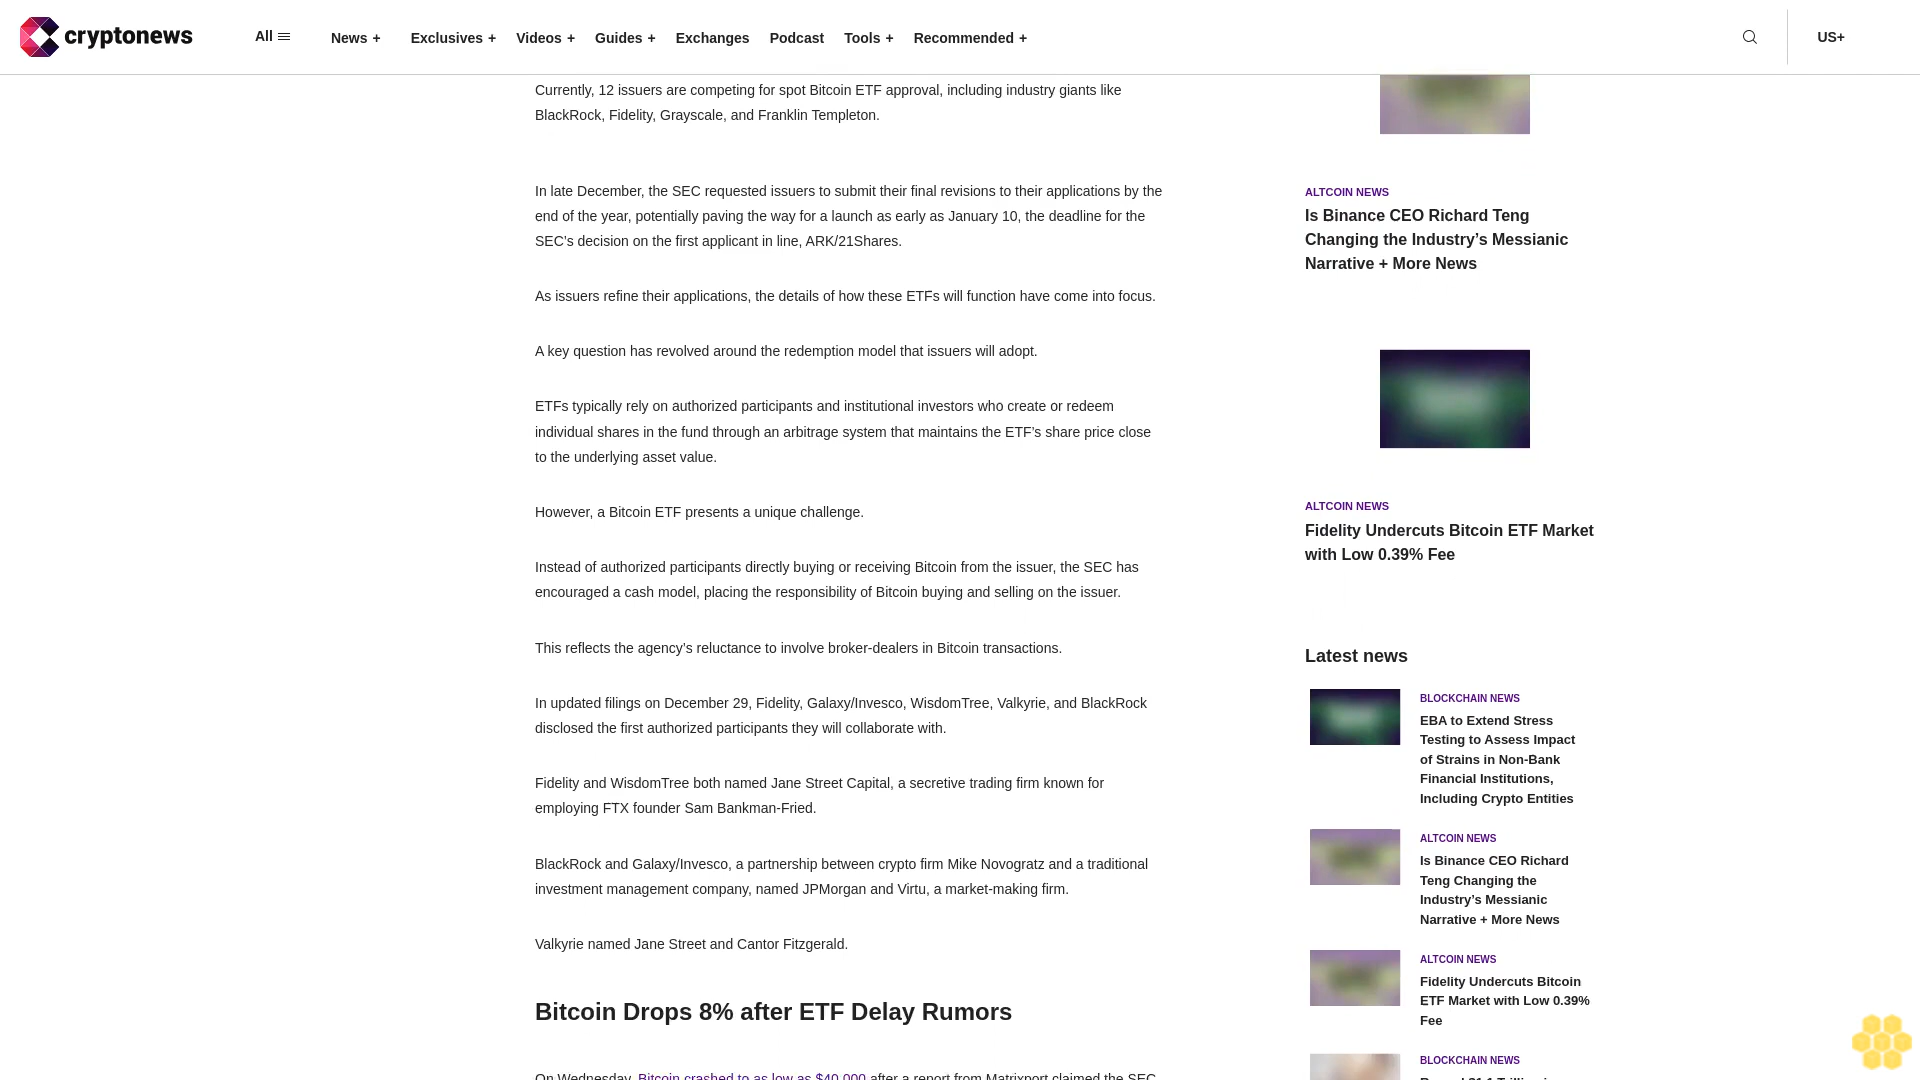 cryptonews
All
News +
Exclusives +
Videos +
Guides +
Exchanges
Podcast
Tools +
Recommended +
US+
Currently, 12 issuers are competing for spot Bitcoin ETF approval, including industry giants like
BlackRock, Fidelity, Grayscale, and Franklin Templeton.
In late December, the SEC requested issuers to submit their final revisions to their applications by the
end of the year, potentially paving the way for a launch as early as January 10, the deadline for the
SEC’s decision on the first applicant in line, ARK/21Shares.
As issuers refine their applications, the details of how these ETFs will function have come into focus.
A key question has revolved around the redemption model that issuers will adopt.
ETFs typically rely on authorized participants and institutional investors who create or redeem
individual shares in the fund through an arbitrage system that maintains the ETF’s share price close
to the underlying asset value.
However, a Bitcoin ETF presents a unique challenge.
Instead of authorized participants directly buying or receiving Bitcoin from the issuer, the SEC has
encouraged a cash model, placing the responsibility of Bitcoin buying and selling on the issuer.
This reflects the agency’s reluctance to involve broker-dealers in Bitcoin transactions.
In updated filings on December 29, Fidelity, Galaxy/Invesco, WisdomTree, Valkyrie, and BlackRock
disclosed the first authorized participants they will collaborate with.
Fidelity and WisdomTree both named Jane Street Capital, a secretive trading firm known for
employing FTX founder Sam Bankman-Fried.
BlackRock and Galaxy/Invesco, a partnership between crypto firm Mike Novogratz and a traditional
investment management company, named JPMorgan and Virtu, a market-making firm.
Valkyrie named Jane Street and Cantor Fitzgerald.
Bitcoin Drops 8% after ETF Delay Rumors
On Wednesday, Bitcoin crashed to as low as $40,000 after a report from Matrixport claimed the SEC
ALTCOIN NEWS
Is Binance CEO Richard Teng
Changing the Industry’s Messianic
Narrative + More News
ALTCOIN NEWS
Fidelity Undercuts Bitcoin ETF Market
with Low 0.39% Fee
Latest news
BLOCKCHAIN NEWS
EBA to Extend Stress
Testing to Assess Impact
of Strains in Non-Bank
Financial Institutions,
Including Crypto Entities
ALTCOIN NEWS
Is Binance CEO Richard
Teng Changing the
Industry’s Messianic
Narrative + More News
ALTCOIN NEWS
Fidelity Undercuts Bitcoin
ETF Market with Low 0.39%
Fee
BLOCKCHAIN NEWS